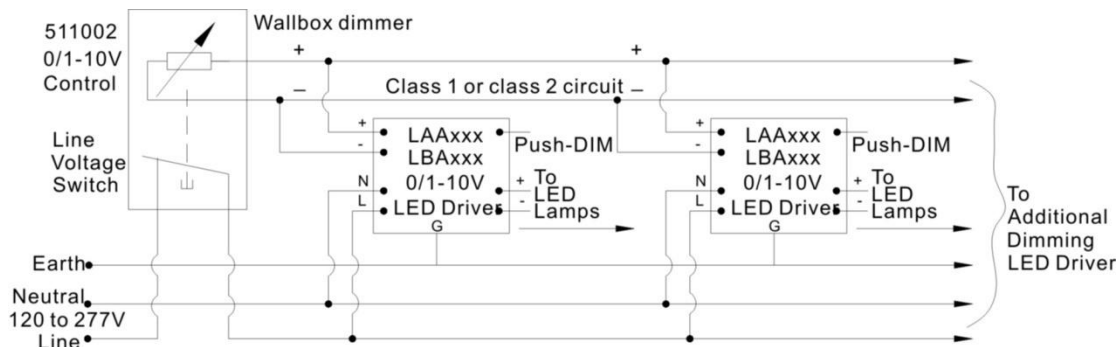 Wallbox dimmer
511002
0/1-10V
Control
Line
Voltage
Switch
+
+
–
Class 1 or class 2 circuit
–
+
-
N
L
LAAxxx
LBAxxx
0/1-10V
LED Driver
G
Push-DIM
+ To
LED
- Lamps
+
-
N
L
LAAxxx
LBAxxx
0/1-10V
LED Driver
G
Push-DIM
+ To
LED
- Lamps
To
Additional
Dimming
LED Driver
Earth
Neutral
120 to 277V
Line